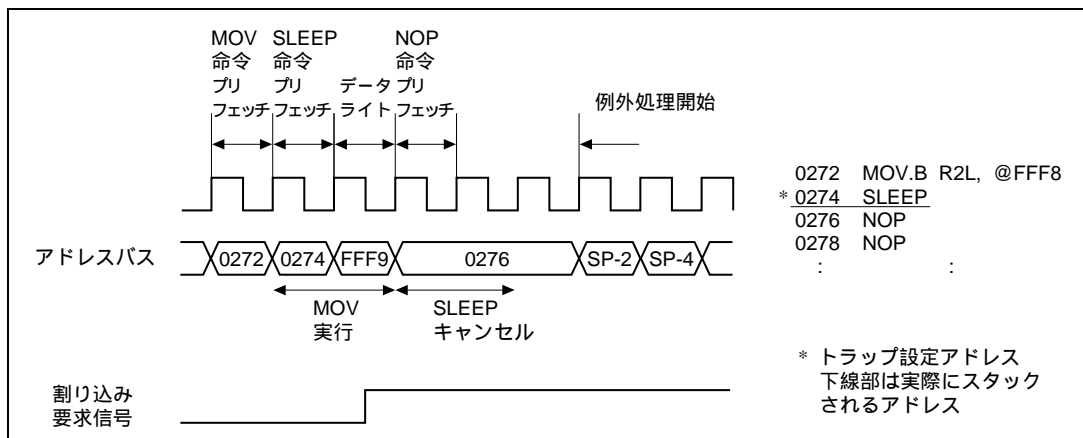 MOV SLEEP NOP
命令 命令 命令
プリ プリ データ プリ
フェッチ フェッチ ライト フェッチ
例外処理開始
0272 MOV.B R2L, @FFF8
* 0274 SLEEP
0276 NOP
0278 NOP
: :
アドレスバス 0272 0274 FFF9 0276 SP-2 SP-4
MOV SLEEP
実行 キャンセル
* トラップ設定アドレス
下線部は実際にスタック
されるアドレス
割り込み
要求信号